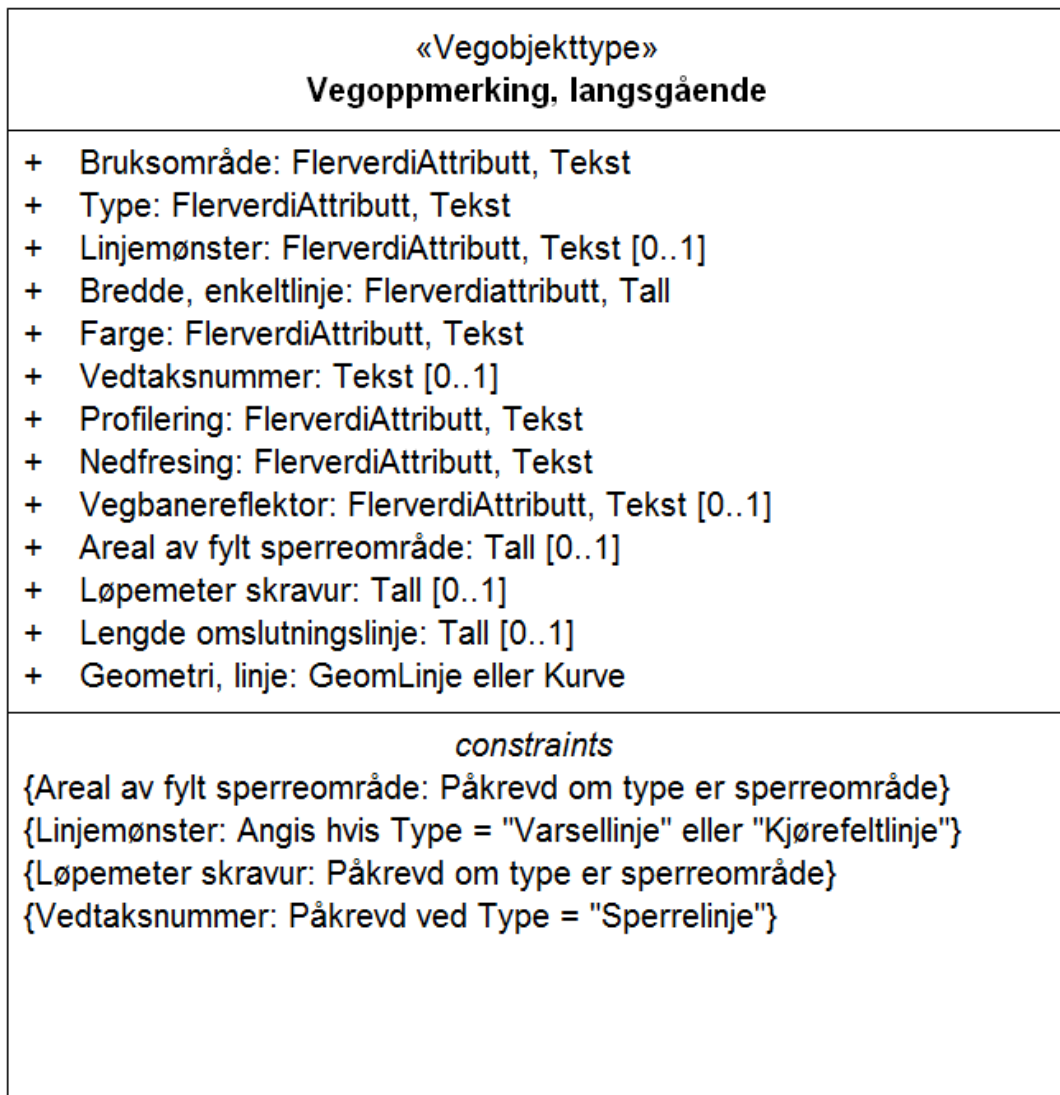 «Vegobjekttype»
Vegoppmerking, langsgående
+ Bruksområde: FlerverdiAttributt, Tekst
+ Type: FlerverdiAttributt, Tekst
+ Linjemønster: FlerverdiAttributt, Tekst [0..1]
+ Bredde, enkeltlinje: Flerverdiattributt, Tall
+ Farge: FlerverdiAttributt, Tekst
+ Vedtaksnummer: Tekst [0..1]
+ Profilering: FlerverdiAttributt, Tekst
+ Nedfresing: FlerverdiAttributt, Tekst
+ Vegbanereflektor: FlerverdiAttributt, Tekst [0..1]
+ Areal av fylt sperreområde: Tall [0..1]
+ Løpemeter skravur: Tall [0..1]
+ Lengde omslutningslinje: Tall [0..1]
+ Geometri, linje: GeomLinje eller Kurve
constraints
{Areal av fylt sperreområde: Påkrevd om type er sperreområde}
{Linjemønster: Angis hvis Type = "Varsellinje" eller "Kjørefeltlinje"}
{Løpemeter skravur: Påkrevd om type er sperreområde}
{Vedtaksnummer: Påkrevd ved Type = "Sperrelinje"}